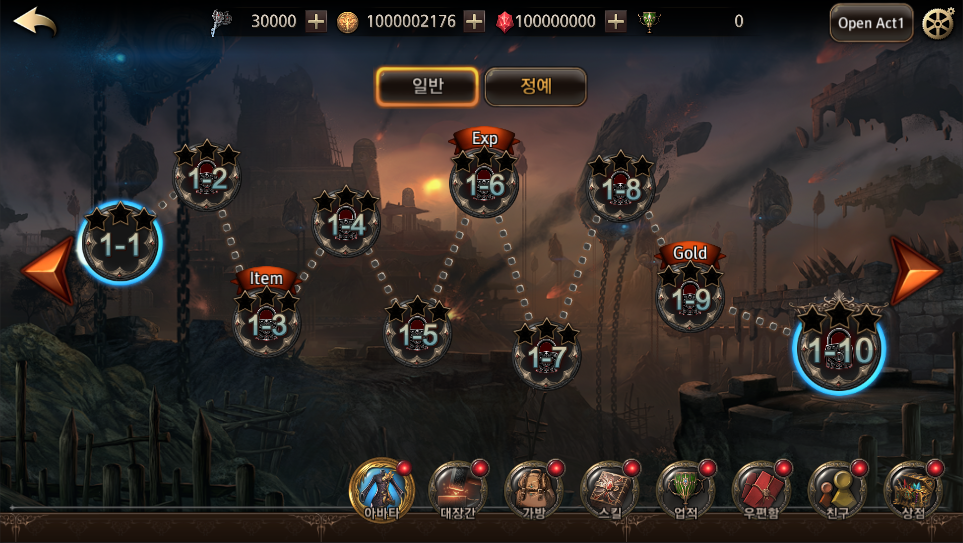 30000
1000002176
100000000
0
Open Act1
일반
정예
Exp
1-2
1-6
1-8
1-4
1-1
Gold
Item
1-9
1-3
1-5
1-7
1-10
아바타
대장간
가방
스킬
업적
우편함
친구
상점